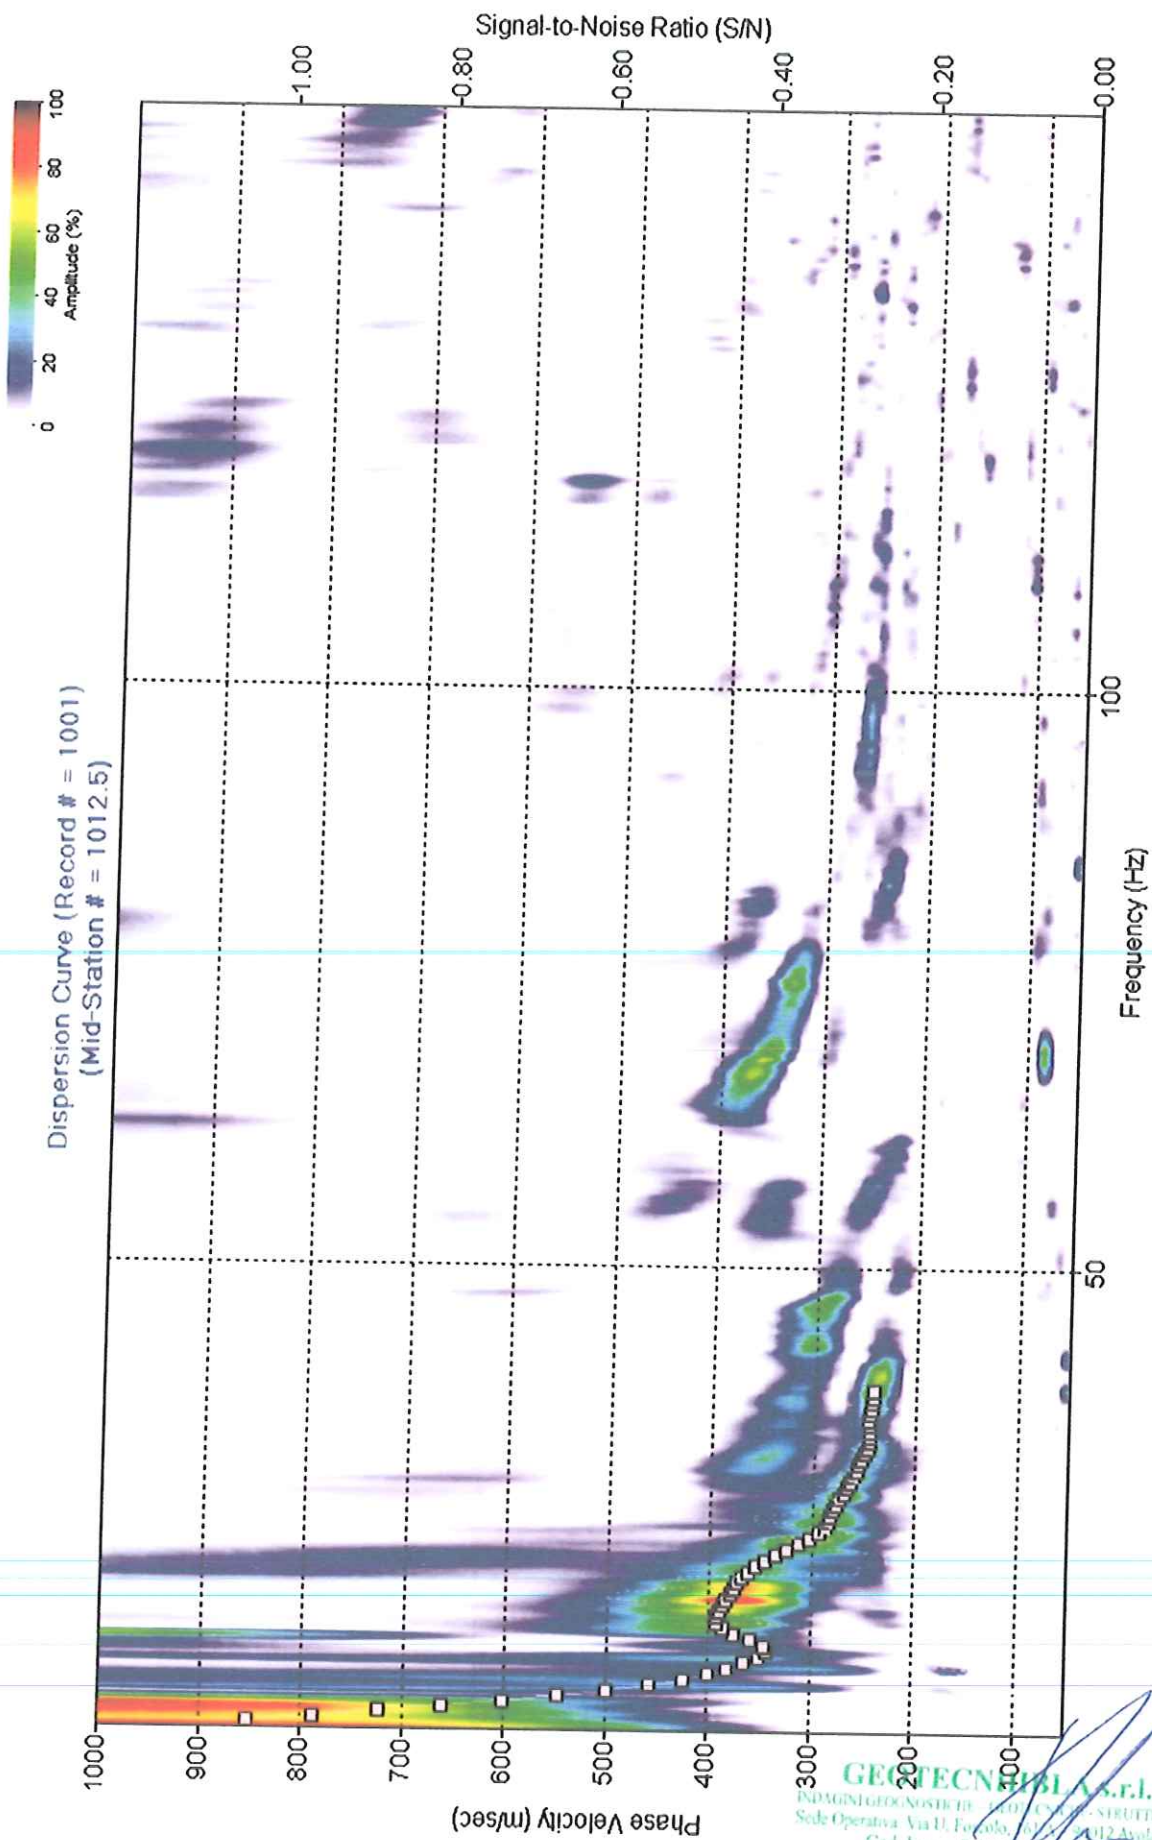 Dispersion Curve (Record # = 1001)
(Mid-Station # = 1012.5)
0 20 40 60 80 100
Amplitude (%)
Signal-to-Noise Ratio (S/N)
1.00
0.80
0.60
0.40
0.20
0.00
Phase Velocity (m/sec)
1000
900
800
700
600
500
400
300
200
100
50 100
Frequency (Hz)
GEOTECNHIBLA s.r.l.
INDAGINI GEOGNOSTICHE
Sede Operativa Via U. Foscolo,